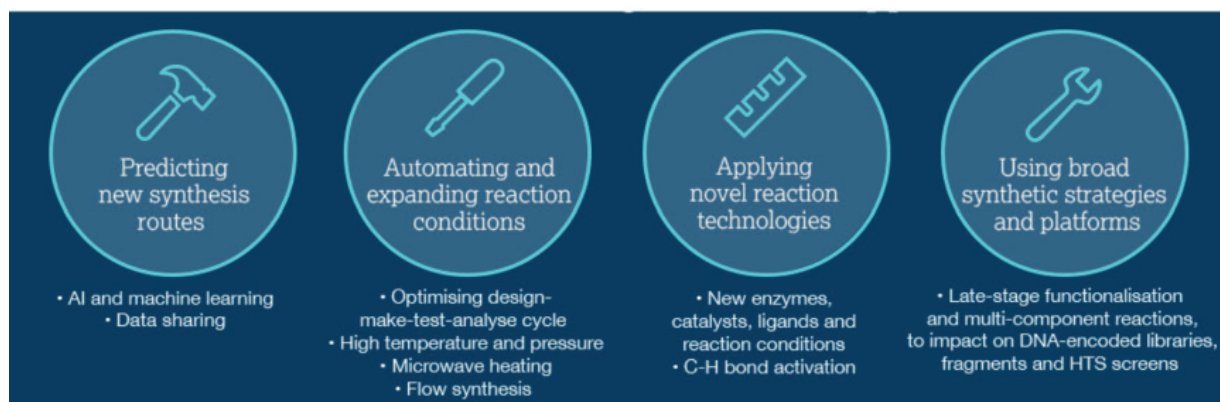 Predicting
new synthesis
routes
• AI and machine learning
• Data sharing
Automating and
expanding reaction
conditions
• Optimising design-
make-test-analyse cycle
• High temperature and pressure
• Microwave heating
• Flow synthesis
Applying
novel reaction
technologies
• New enzymes,
catalysts, ligands and
reaction conditions
• C-H bond activation
Using broad
synthetic strategies
and platforms
• Late-stage functionalisation
and multi-component reactions,
to impact on DNA-encoded libraries,
fragments and HTS screens